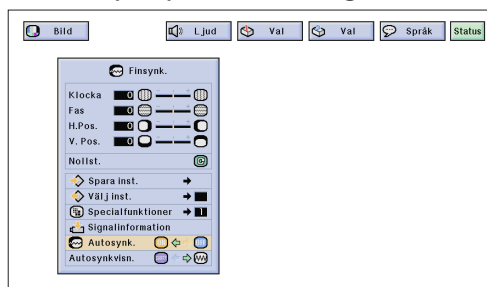 Bild Ljud Val Val Språk Status
Finsynk.
Klocka 0
Fas 0
H.Pos. 0
V. Pos. 0
Nollst.
Spara inst.
Välj inst.
Specialfunktioner 1
Signalinformation
Autosynk.
Autosynkvisn.